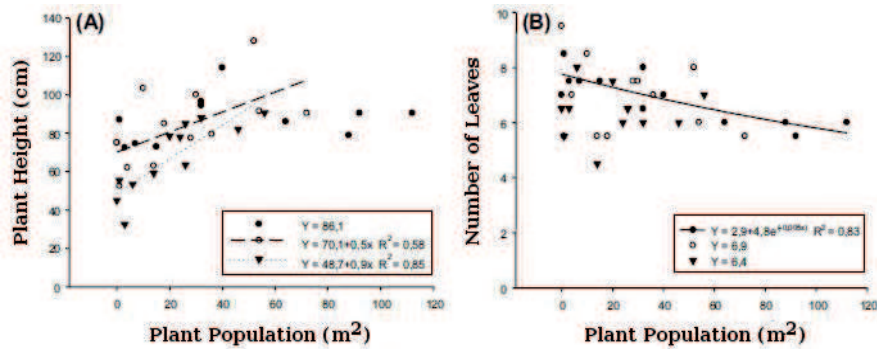 (A)
Plant Height (cm)
140
120
100
80
60
40
20
0
Y = 86,1
Y = 70,1+0,5x R² = 0,58
Y = 48,7+0,9x R² = 0,85
0 20 40 60 80 100 120
Plant Population (m²)
(B)
Number of Leaves
10
8
6
4
2
0
Y = 2,9+4,8e R² = 0,83
Y = 6,9
Y = 6,4
0 20 40 60 80 100 120
Plant Population (m²)